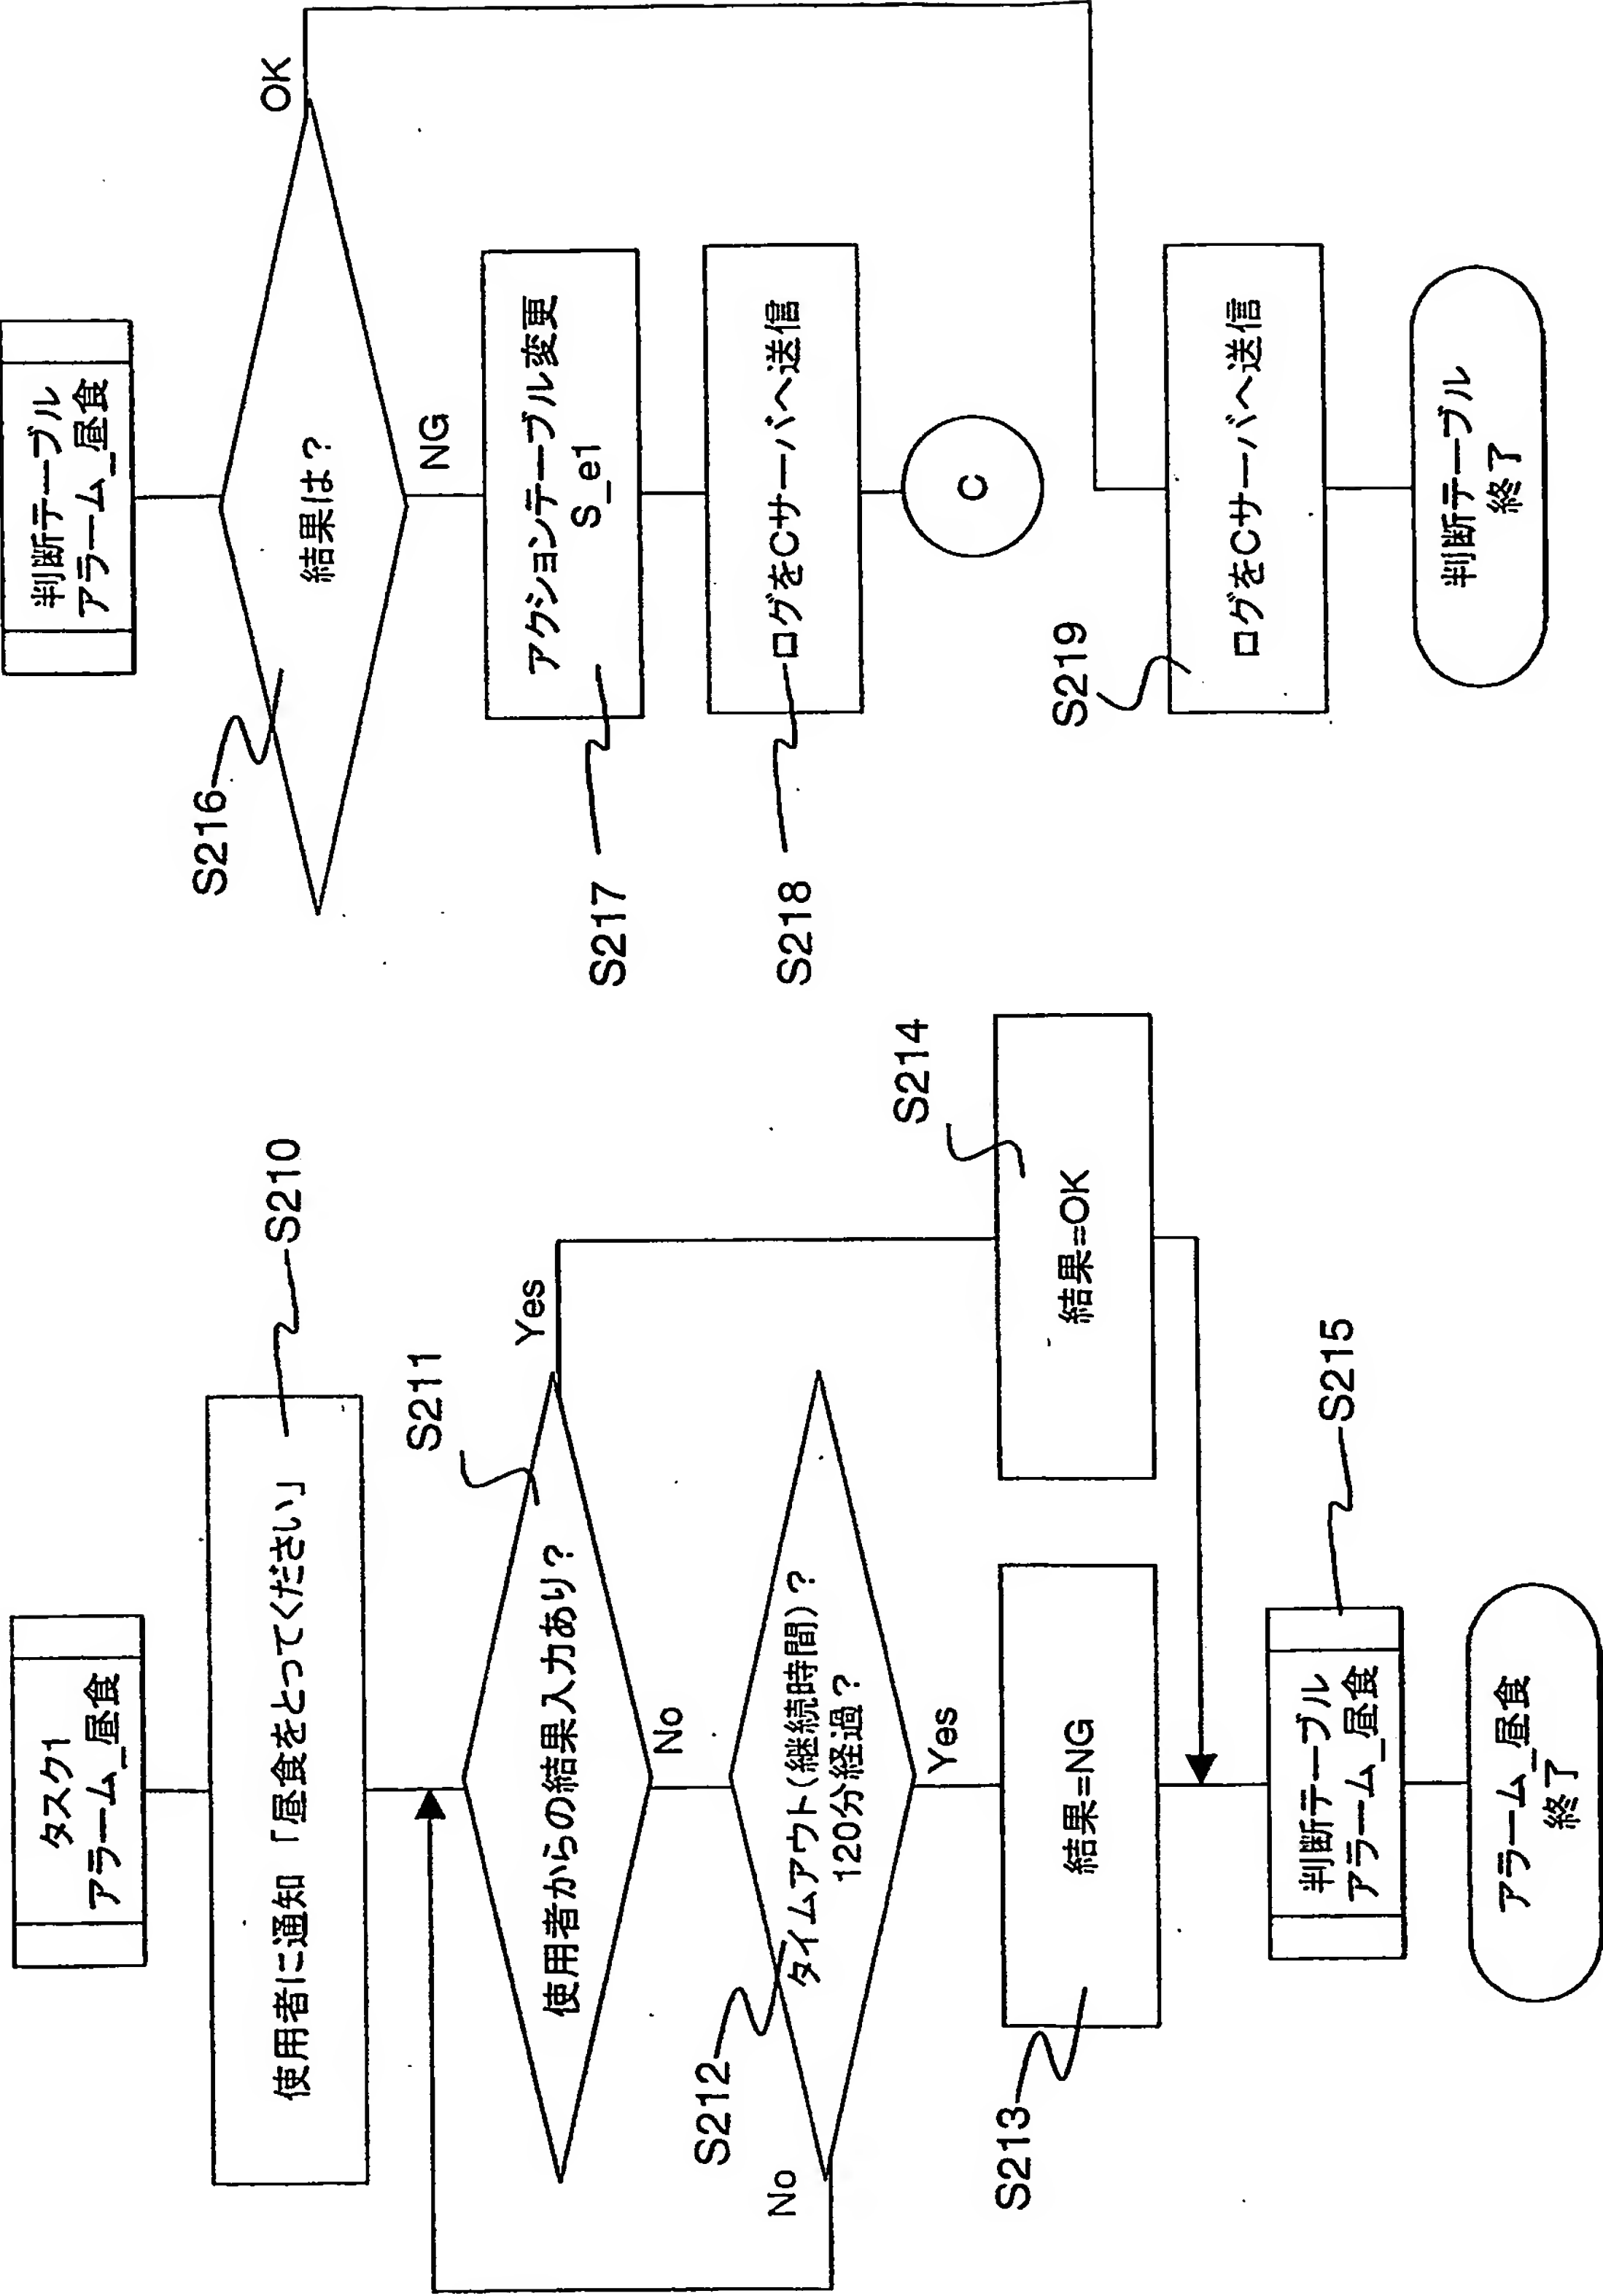 タスク1
アラーム_昼食
使用者に通知 「昼食をとってください」
S210
使用者からの結果入力あり?
S211
Yes
No
タイムアウト(継続時間)?
120分経過?
S212
No
Yes
結果=NG
S213
結果=OK
S214
判断テーブル
アラーム_昼食
S215
アラーム_昼食
終了
判断テーブル
アラーム_昼食
結果は?
S216
OK
NG
アクションテーブル変更
S_e1
S217
ログをCサーバへ送信
S218
C
ログをCサーバへ送信
S219
判断テーブル
終了